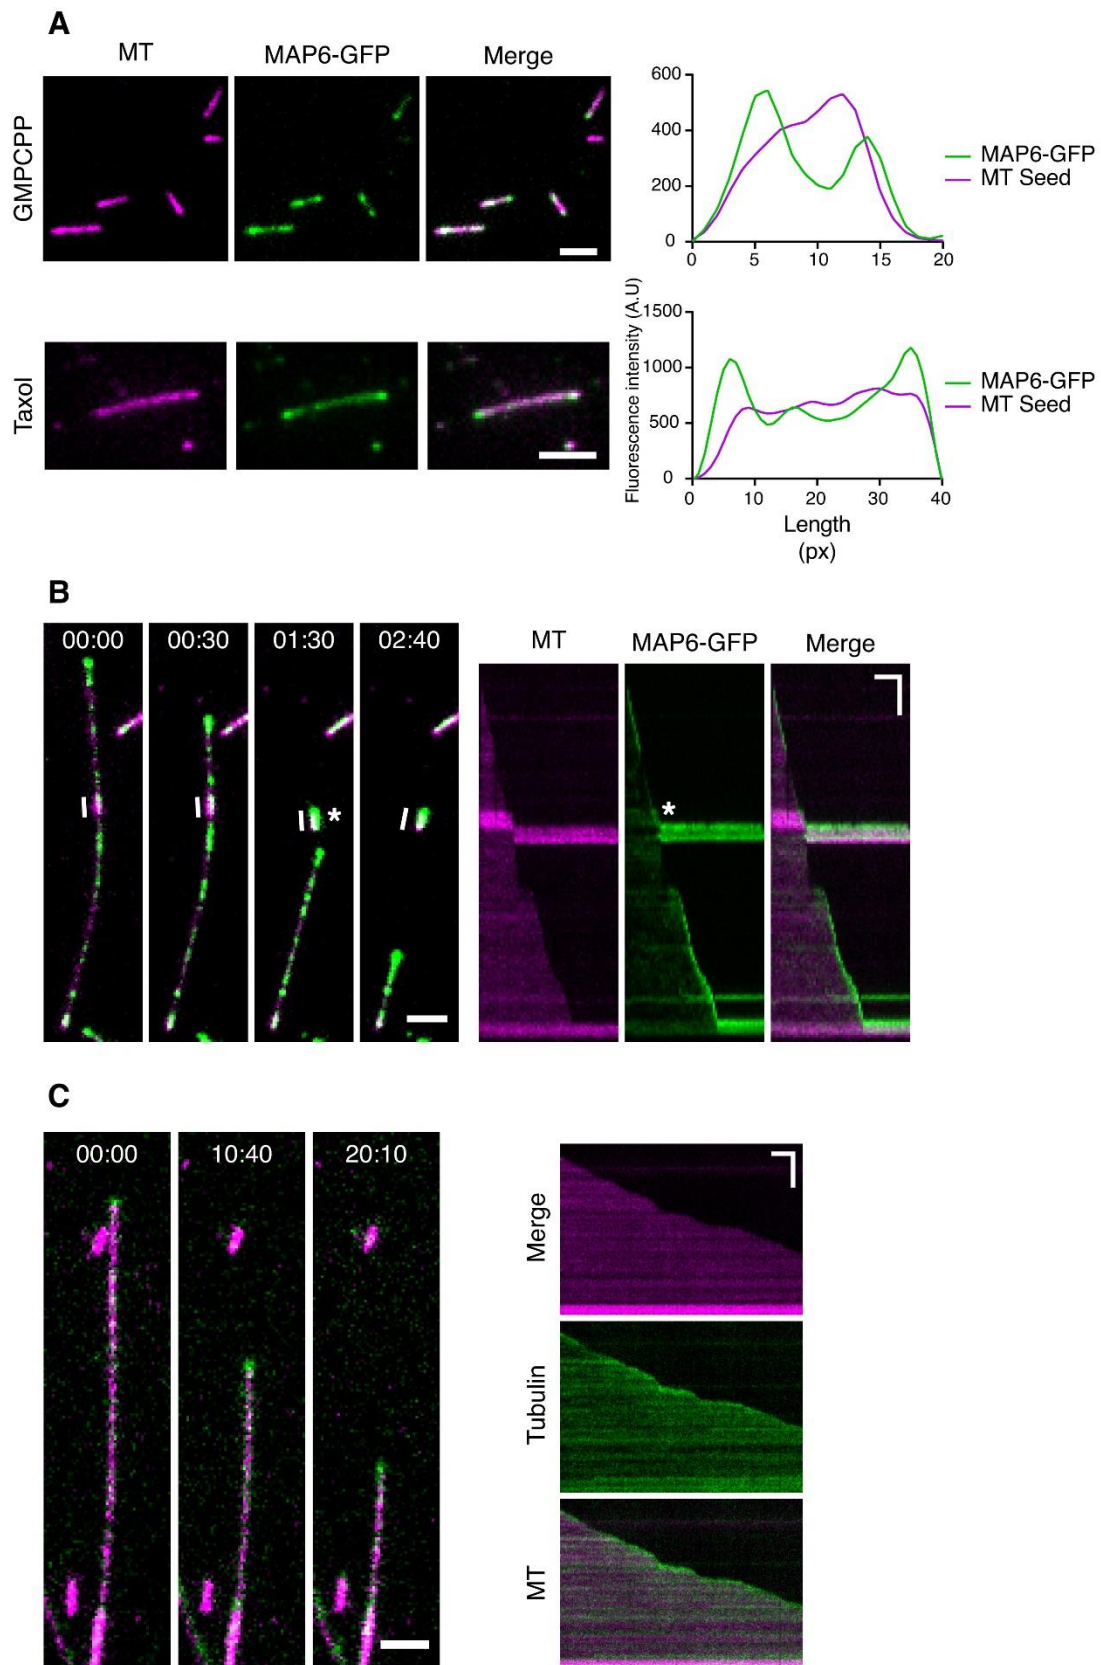 A
MT
MAP6-GFP
Merge
GMPCPP
600
400
200
0
0
5
10
15
20
MAP6-GFP
MT Seed
Taxol
Fluorescence intensity (A.U)
1500
1000
500
0
0
10
20
30
40
MAP6-GFP
MT Seed
Length
(px)
B
00:00
00:30
01:30
02:40
MT
MAP6-GFP
Merge
*
*
C
00:00
10:40
20:10
Merge
Tubulin
MT